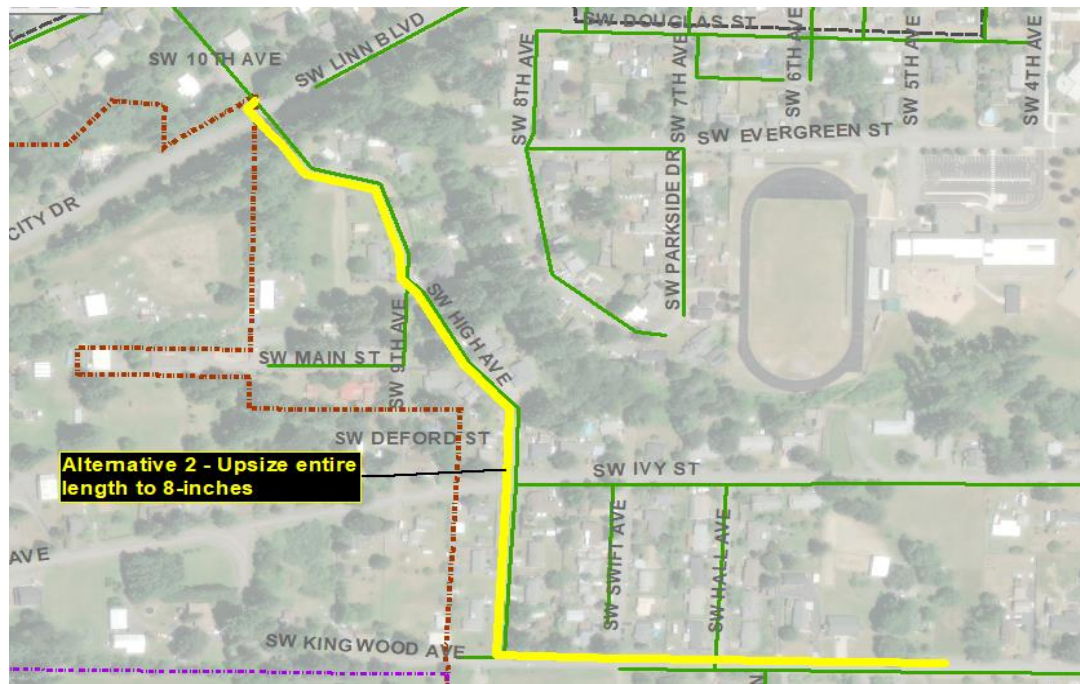 SW DOUGLAS ST
SW LINN BLVD
SW 10TH AVE
SW 8TH AVE
SW 7TH AVE
SW 6TH AVE
SW 5TH AVE
SW 4TH AVE
SW EVERGREEN ST
CITY DR
SW PARKSIDE DR
SW HIGH AVE
SW MAIN ST
SW 9TH AVE
SW DEFORD ST
Alternative 2 - Upsize entire
length to 8-inches
SW IVY ST
SW SWIFT AVE
SW HALL AVE
AVE
SW KINGWOOD AVE
N